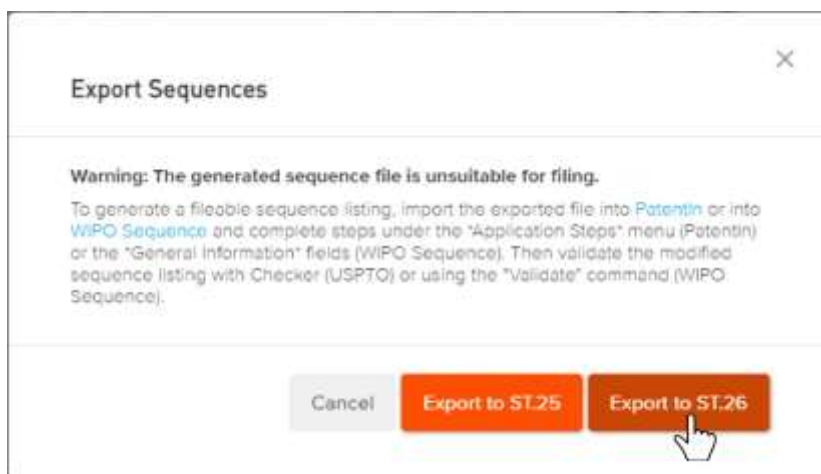 Export Sequences
Warning: The generated sequence file is unsuitable for filing.
To generate a fileable sequence listing, import the exported file into PatentIn or into
WIPO Sequence and complete steps under the "Application Steps" menu (PatentIn)
or the "General Information" fields (WIPO Sequence). Then validate the modified
sequence listing with Checker (USPTO) or using the "Validate" command (WIPO
Sequence).
Cancel
Export to ST.25
Export to ST.26